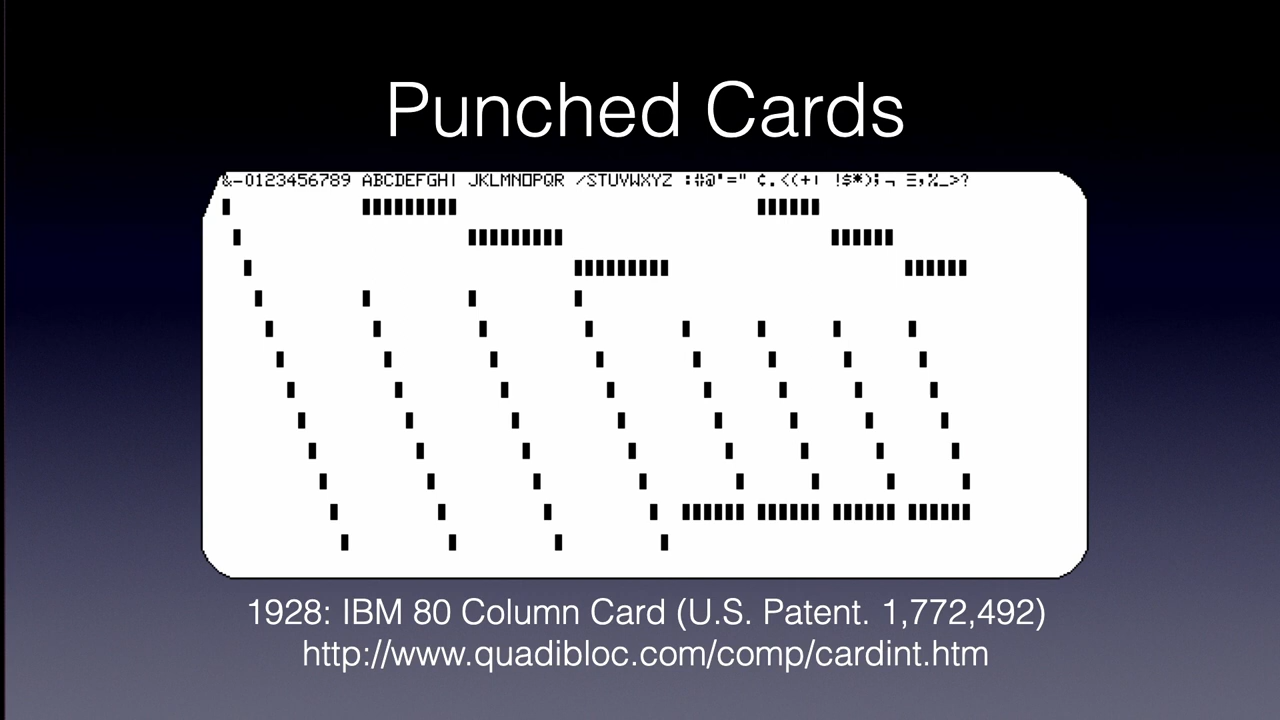 Punched Cards
&-0123456789 ABCDEFGHI JKLMNOPQR /STUVWXYZ :#@'=" ¢.<(+| !$*);¬ Ξ,%_>?
1928: IBM 80 Column Card (U.S. Patent. 1,772,492)
http://www.quadibloc.com/comp/cardint.htm